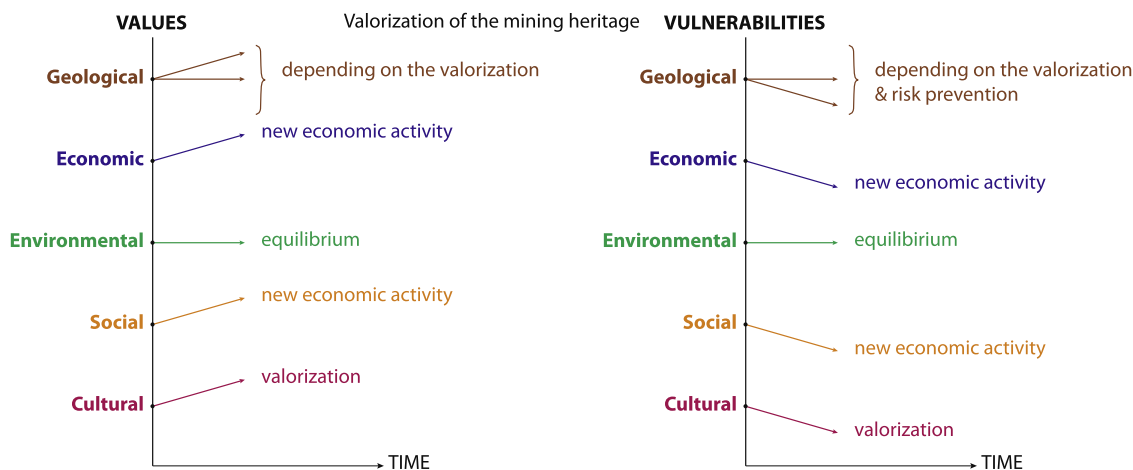 Valorization of the mining heritage
VALUES
Geological
depending on the valorization
Economic
new economic activity
Environmental
equilibrium
Social
new economic activity
Cultural
valorization
TIME
VULNERABILITIES
Geological
depending on the valorization
& risk prevention
Economic
new economic activity
Environmental
equilibirium
Social
new economic activity
Cultural
valorization
TIME